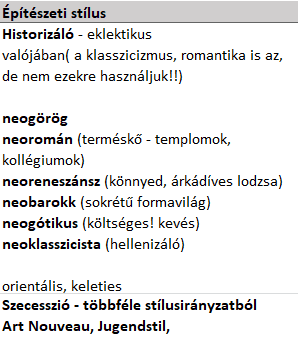 Építészeti stílus
Historizáló - eklektikus
valójában( a klasszicizmus, romantika is az,
de nem ezekre használjuk!!)
neogörög
neoromán (terméskő - templomok,
kollégiumok)
neoreneszánsz (könnyed, árkádíves lodzsa)
neobarokk (sokrétű formavilág)
neogótikus (költséges! kevés)
neoklasszicista (hellenizáló)
orientális, keleties
Szecesszió - többféle stílusirányzatból
Art Nouveau, Jugendstil,